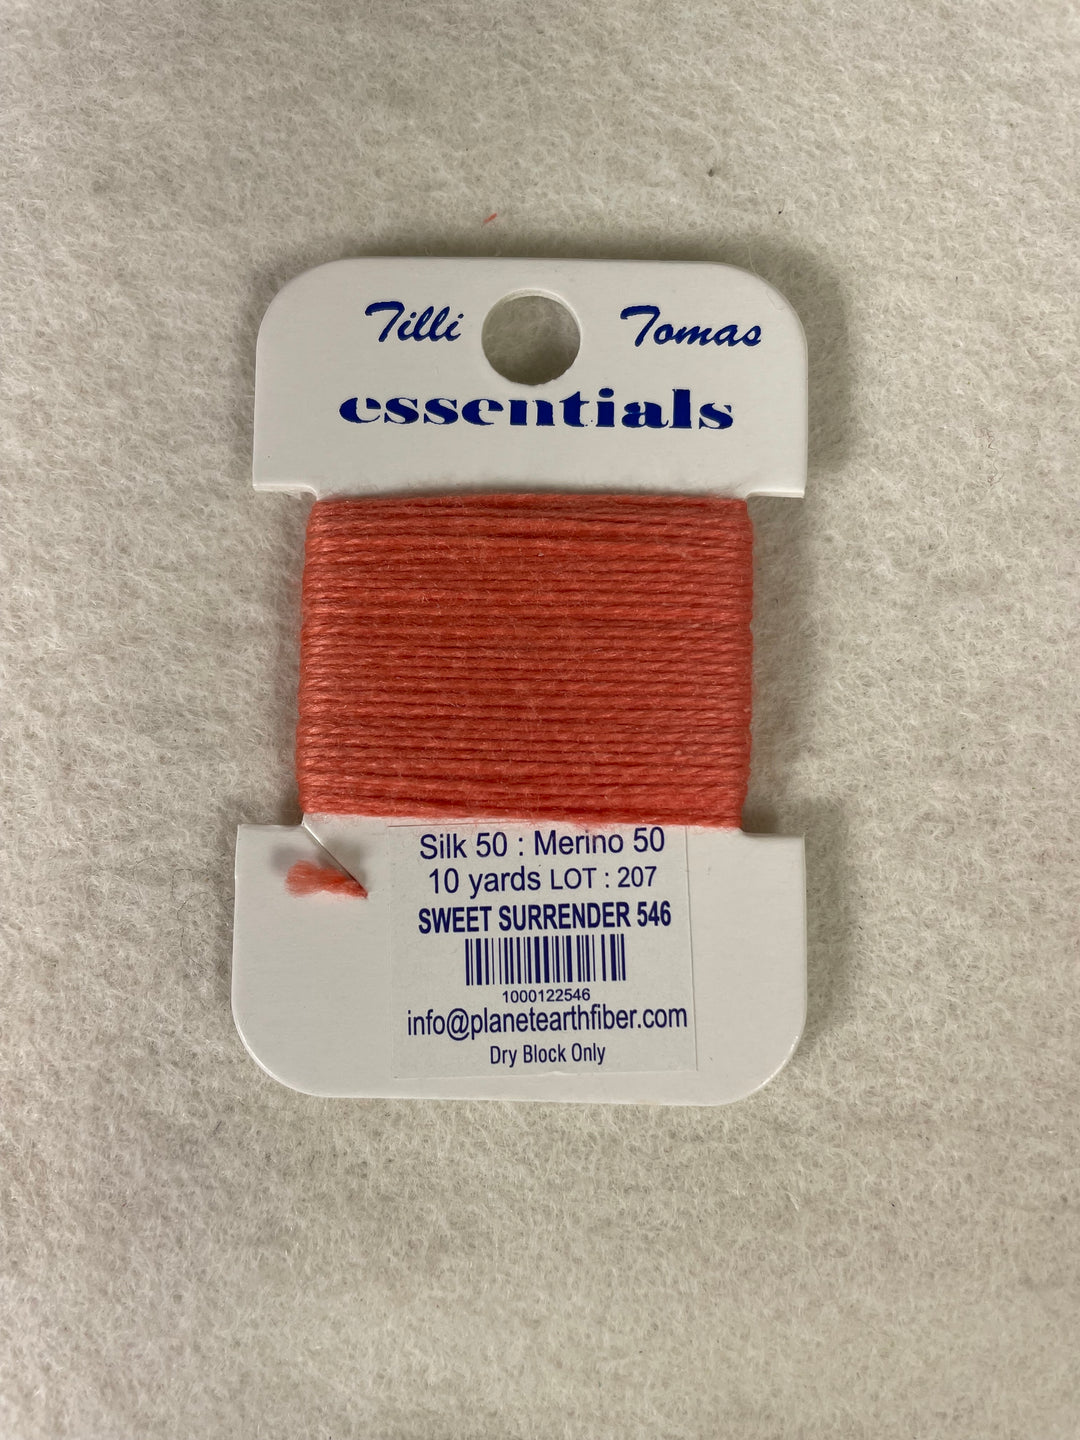 Tilli Tomas
essentials
Silk 50 : Merino 50
10 yards LOT : 207
SWEET SURRENDER 546
1000122546
info@planetearthfiber.com
Dry Block Only